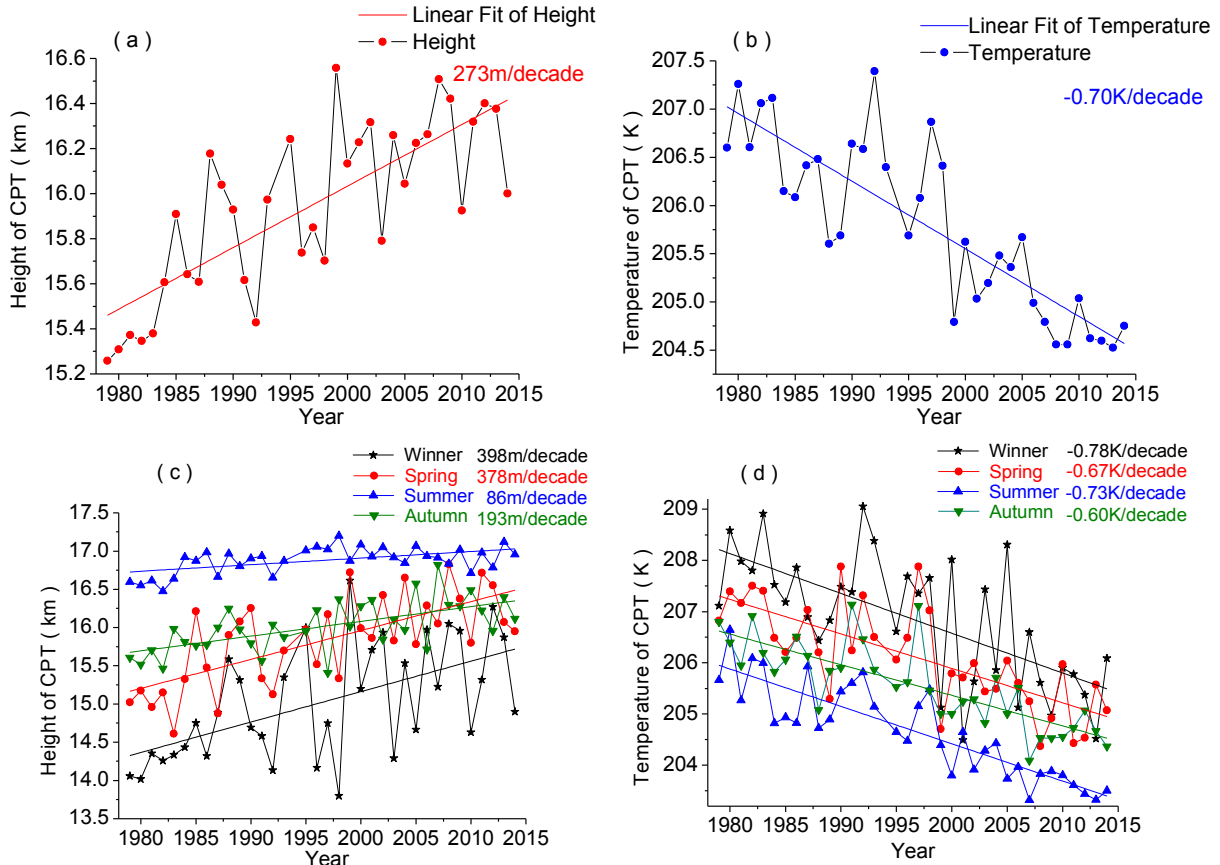 ( a )
Linear Fit of Height
Height
273m/decade
Height of CPT ( km )
16.6
16.4
16.2
16.0
15.8
15.6
15.4
15.2
1980 1985 1990 1995 2000 2005 2010 2015
Year
( b )
Linear Fit of Temperature
Temperature
-0.70K/decade
Temperature of CPT ( K )
207.5
207.0
206.5
206.0
205.5
205.0
204.5
1980 1985 1990 1995 2000 2005 2010 2015
Year
( c )
Winner 398m/decade
Spring 378m/decade
Summer 86m/decade
Autumn 193m/decade
Height of CPT ( km )
17.5
17.0
16.5
16.0
15.5
15.0
14.5
14.0
13.5
1980 1985 1990 1995 2000 2005 2010 2015
Year
( d )
Winner -0.78K/decade
Spring -0.67K/decade
Summer -0.73K/decade
Autumn -0.60K/decade
Temperature of CPT ( K )
209
208
207
206
205
204
1980 1985 1990 1995 2000 2005 2010 2015
Year